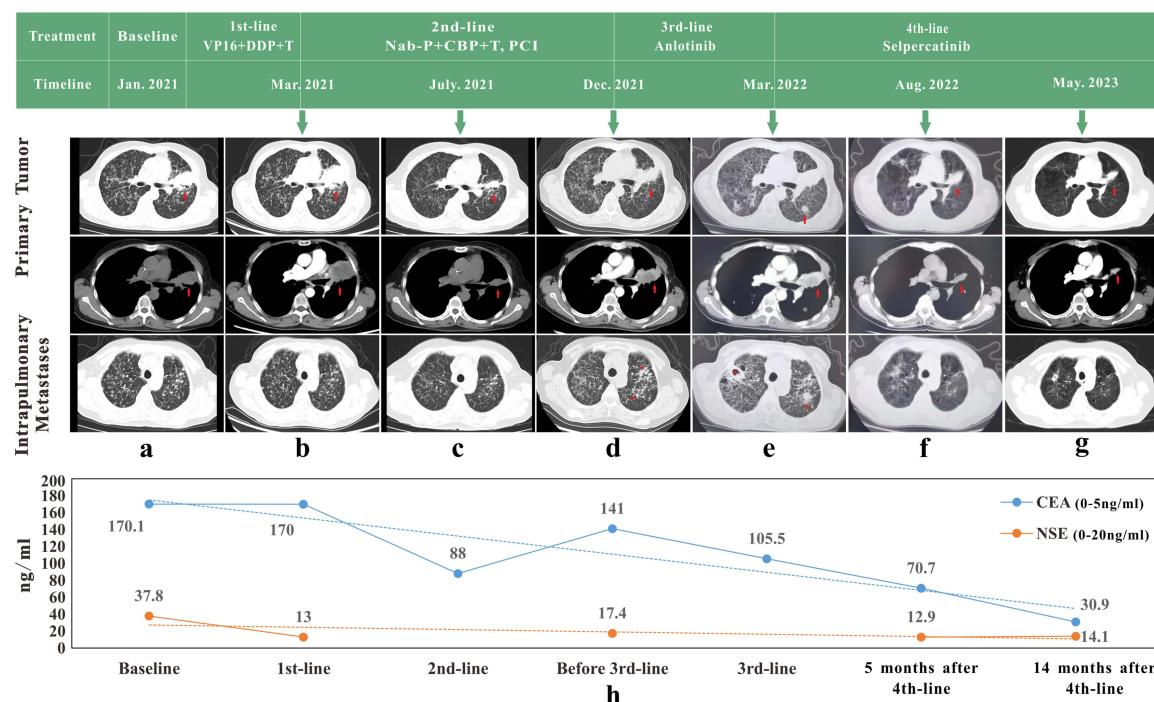 Treatment Baseline 1st-line VP16+DDP+T 2nd-line Nab-P+CBP+T, PCI 3rd-line Anlotinib 4th-line Selpercatinib
Timeline Jan. 2021 Mar. 2021 July. 2021 Dec. 2021 Mar. 2022 Aug. 2022 May. 2023
Primary Tumor
Intrapulmonary
Metastases
a b c d e f g
200
180
160
140
120
100
80
60
40
20
0
ng/ml
170.1 170 88 141 105.5 70.7 30.9
37.8 13 17.4 12.9 14.1
CEA (0-5ng/ml)
NSE (0-20ng/ml)
Baseline 1st-line 2nd-line Before 3rd-line 3rd-line 5 months after 14 months after
4th-line 4th-line
h